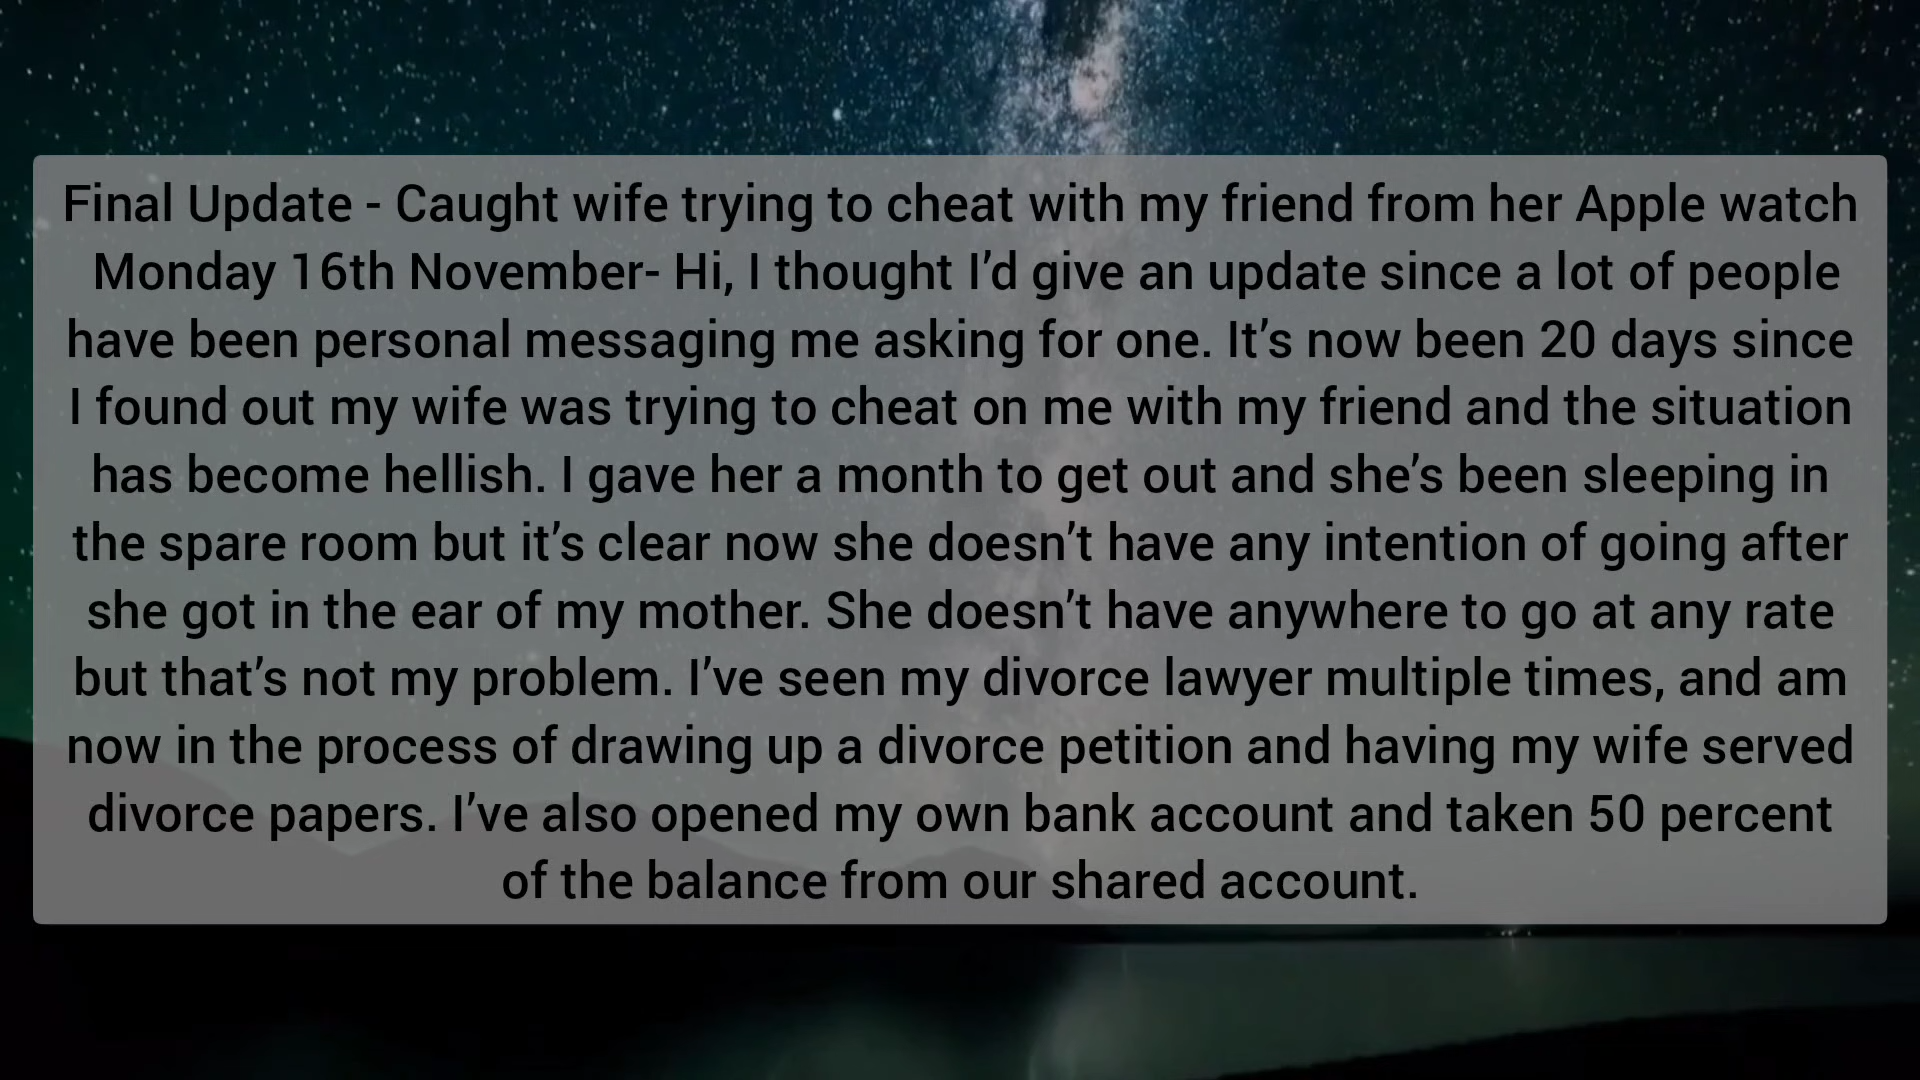 Final Update - Caught wife trying to cheat with my friend from her Apple watch
Monday 16th November- Hi, I thought I’d give an update since a lot of people
have been personal messaging me asking for one. It’s now been 20 days since
I found out my wife was trying to cheat on me with my friend and the situation
has become hellish. I gave her a month to get out and she’s been sleeping in
the spare room but it’s clear now she doesn’t have any intention of going after
she got in the ear of my mother. She doesn’t have anywhere to go at any rate
but that’s not my problem. I’ve seen my divorce lawyer multiple times, and am
now in the process of drawing up a divorce petition and having my wife served
divorce papers. I’ve also opened my own bank account and taken 50 percent
of the balance from our shared account.